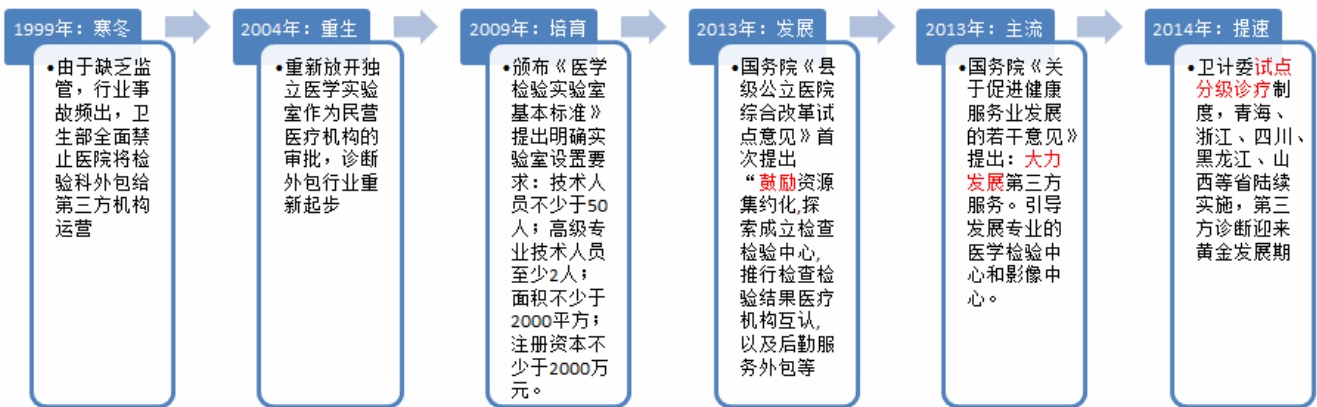 1999年：寒冬
•由于缺乏监
管，行业事
故频出，卫
生部全面禁
止医院将检
验科外包给
第三方机构
运营
2004年：重生
•重新放开独
立医学实验
室作为民营
医疗机构的
审批，诊断
外包行业重
新起步
2009年：培育
•颁布《医学
检验实验室
基本标准》
提出明确实
验室设置要
求：技术人
员不少于50
人；高级专
业技术人员
至少2人；
面积不少于
2000平方；
注册资本不
少于2000万
元。
2013年：发展
•国务院《县
级公立医院
综合改革试
点意见》首
次提出
“鼓励资源
集约化,探
索成立检查
检验中心,
推行检查检
验结果医疗
机构互认,
以及后勤服
务外包等
2013年：主流
•国务院《关
于促进健康
服务业发展
的若干意见》
提出：大力
发展第三方
服务。引导
发展专业的
医学检验中
心和影像中
心。
2014年：提速
•卫计委试点
分级诊疗制
度，青海、
浙江、四川、
黑龙江、山
西等省陆续
实施，第三
方诊断迎来
黄金发展期